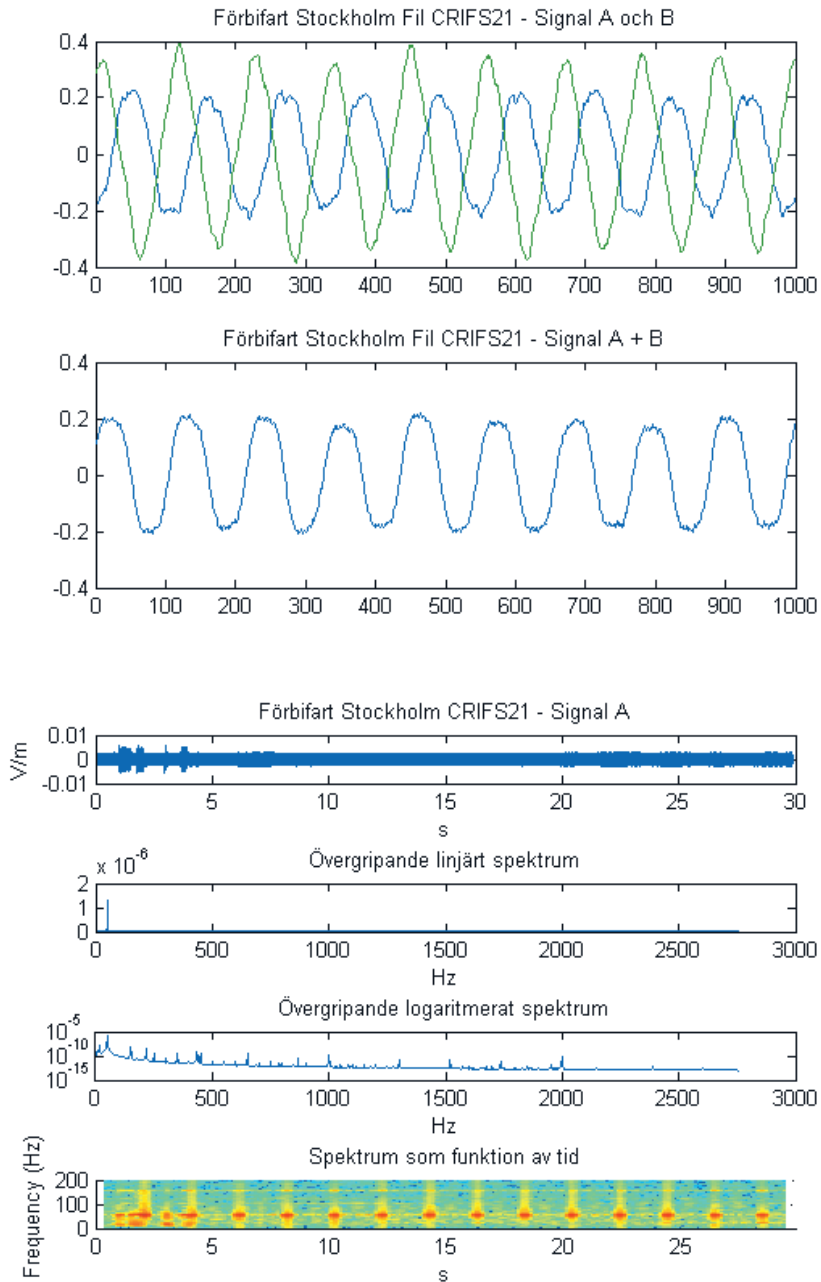 Förbifart Stockholm Fil CRIFS21 - Signal A och B
0.4
0.2
0
-0.2
-0.4
0 100 200 300 400 500 600 700 800 900 1000
Förbifart Stockholm Fil CRIFS21 - Signal A + B
0.4
0.2
0
-0.2
-0.4
0 100 200 300 400 500 600 700 800 900 1000
Förbifart Stockholm CRIFS21 - Signal A
V/m
0.01
0
-0.01
0 5 10 15 20 25 30
s
Övergripande linjärt spektrum
x 10^-6
2
1
0
0 500 1000 1500 2000 2500 3000
Hz
Övergripande logaritmerat spektrum
10^-5
10^-10
10^-15
0 500 1000 1500 2000 2500 3000
Hz
Spektrum som funktion av tid
Frequency (Hz)
200
100
0
0 5 10 15 20 25
s